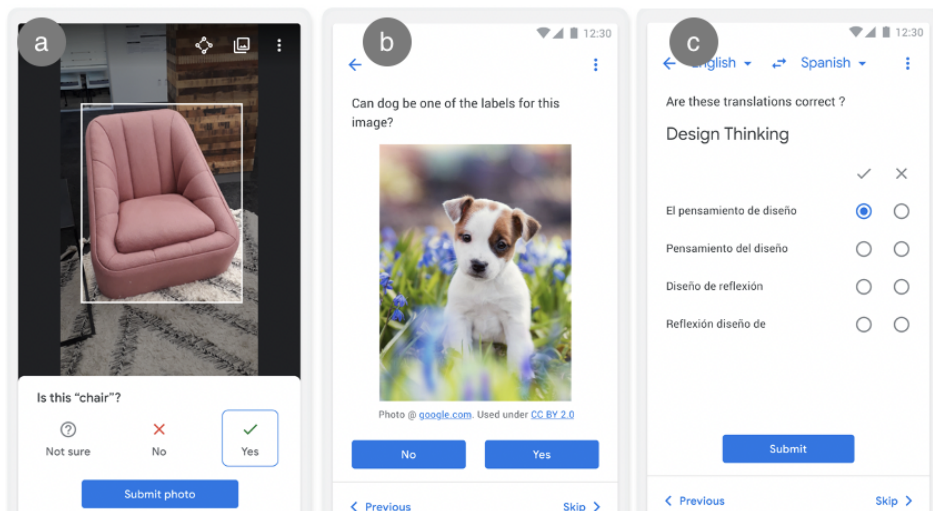 a
Is this “chair”?
Not sure
No
Yes
Submit photo
b
12:30
Can dog be one of the labels for this
image?
Photo @ google.com. Used under CC BY 2.0
No
Yes
Previous
Skip
c
12:30
English
Spanish
Are these translations correct ?
Design Thinking
El pensamiento de diseño
Pensamiento del diseño
Diseño de reflexión
Reflexión diseño de
Submit
Previous
Skip